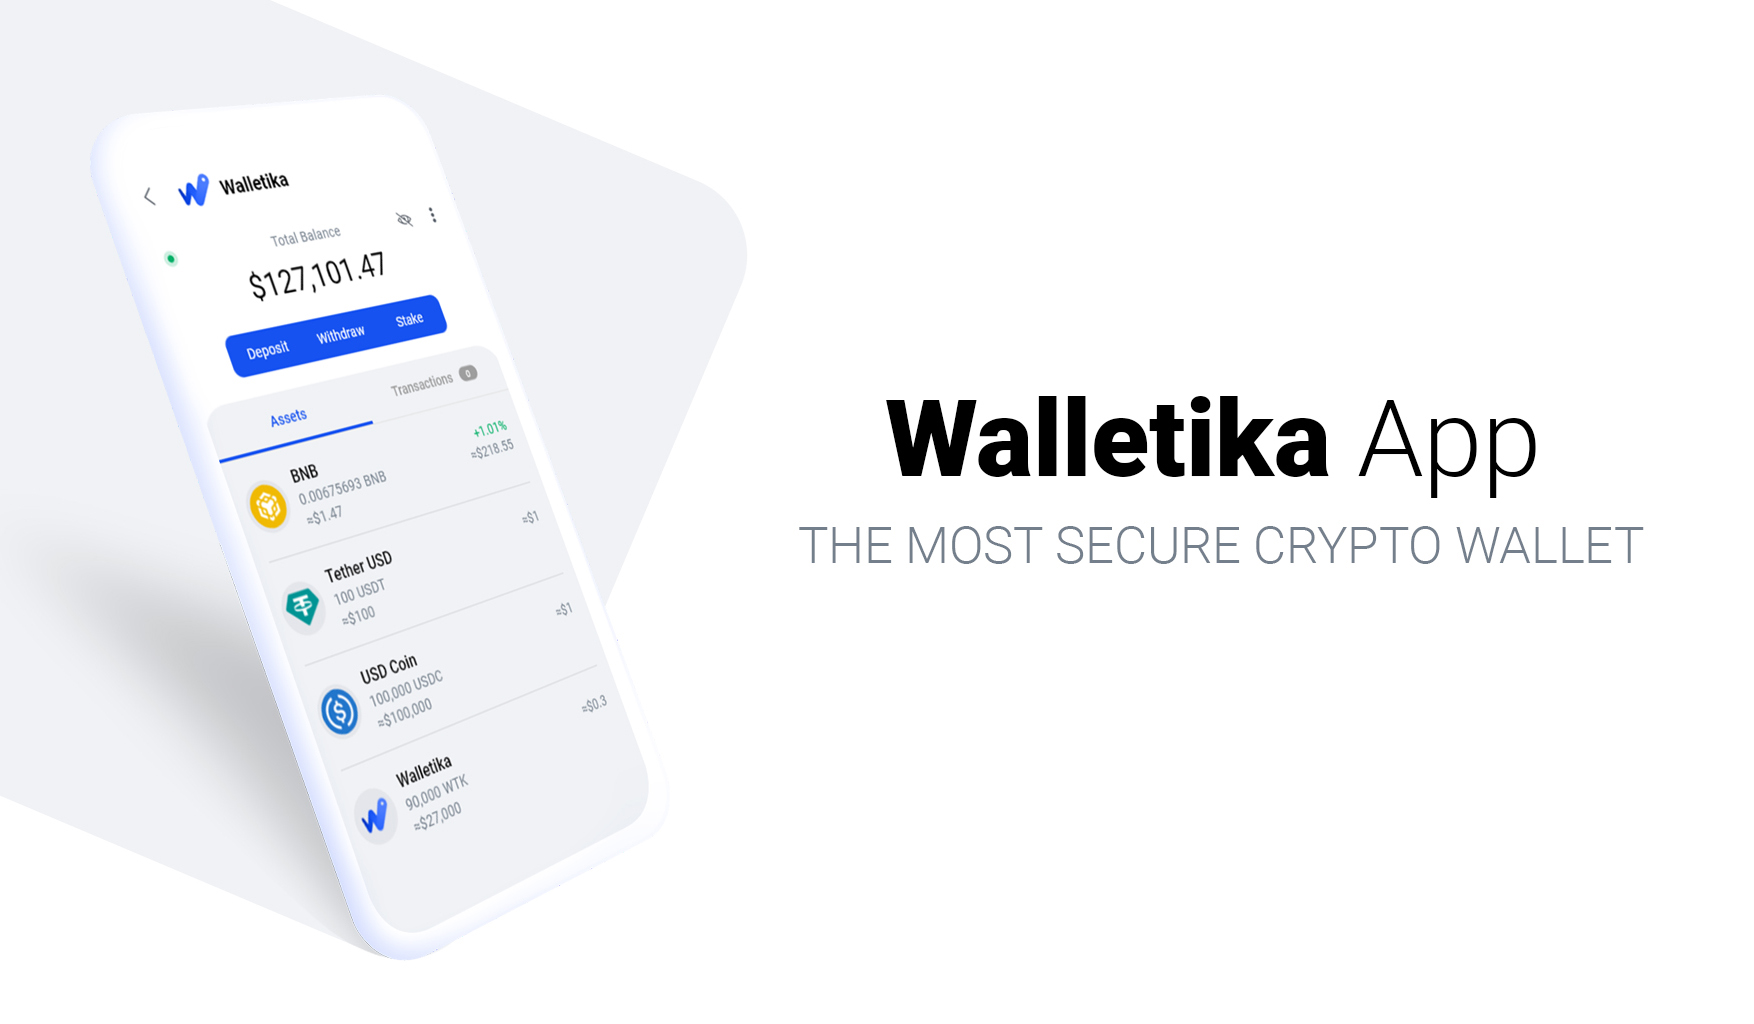 Walletika
Total Balance
$127,101.47
Deposit Withdraw Stake
Assets Transactions 0
BNB +1.01%
0.00675693 BNB ≈$218.55
≈$1.47
Tether USD ≈$1
100 USDT
≈$100
USD Coin ≈$1
100,000 USDC
≈$100,000
Walletika ≈$0.3
90,000 WTK
≈$27,000
Walletika App
THE MOST SECURE CRYPTO WALLET